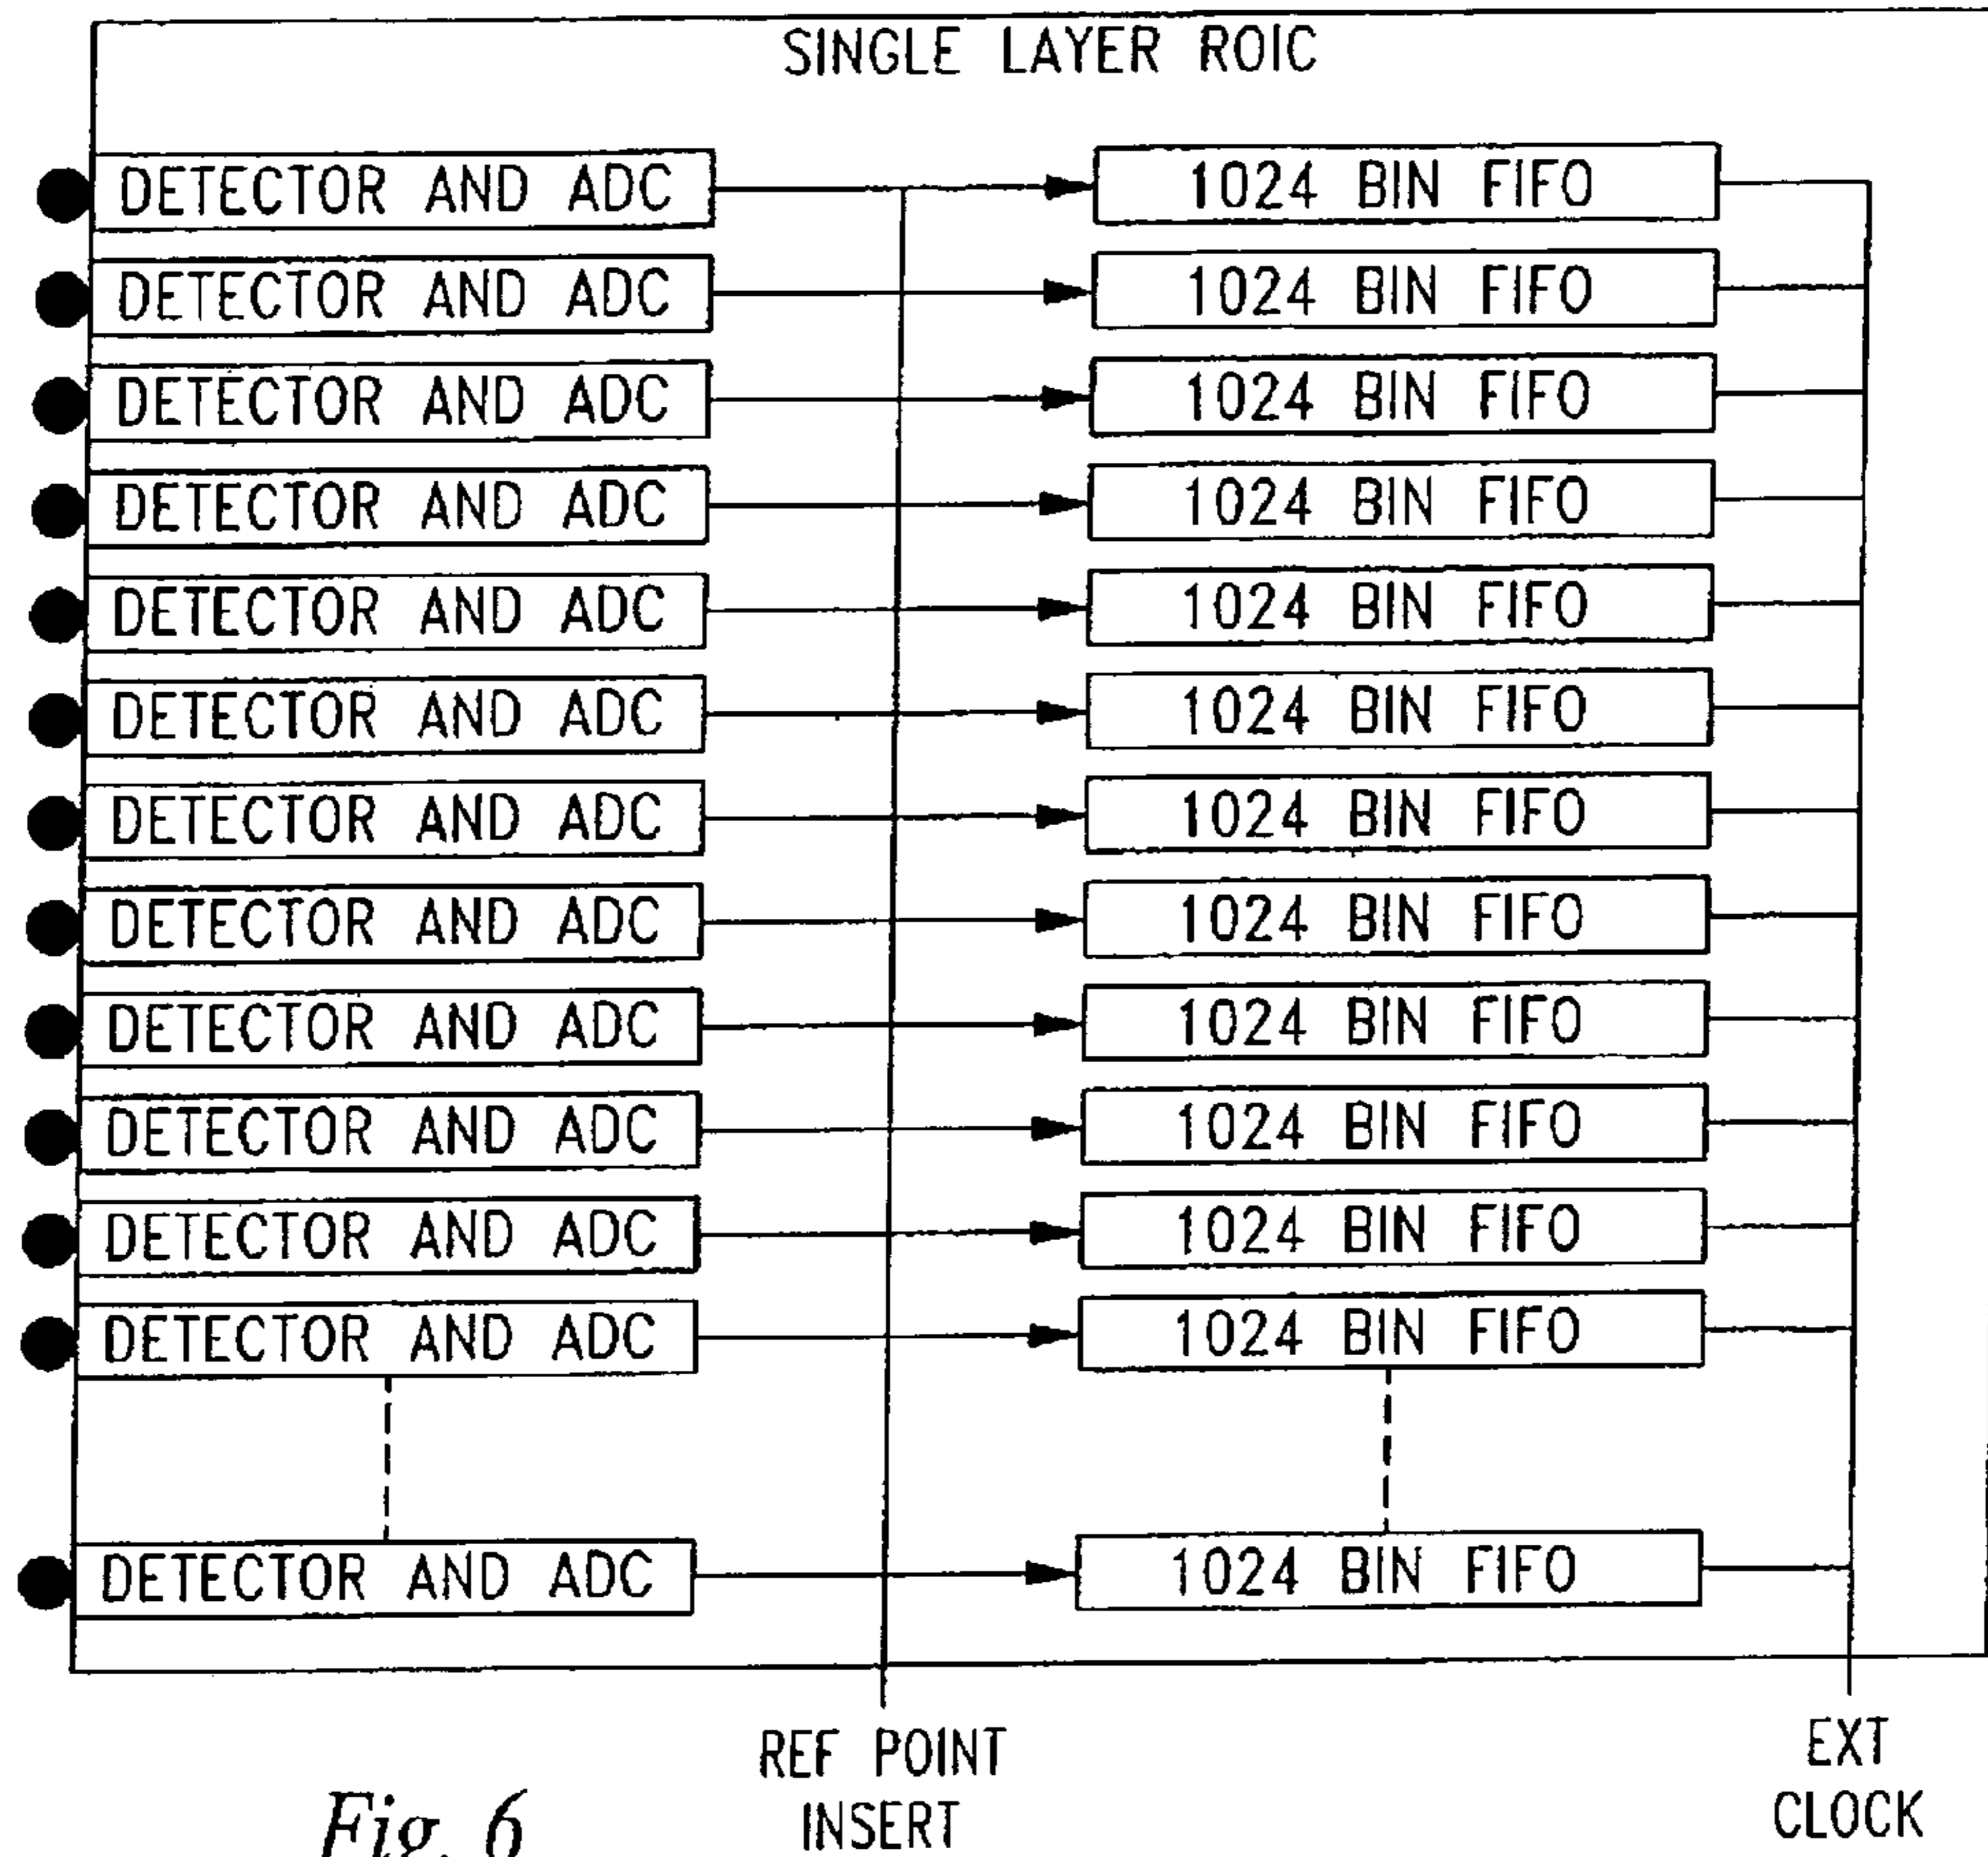 SINGLE LAYER ROIC
DETECTOR AND ADC 1024 BIN FIFO
DETECTOR AND ADC 1024 BIN FIFO
DETECTOR AND ADC 1024 BIN FIFO
DETECTOR AND ADC 1024 BIN FIFO
DETECTOR AND ADC 1024 BIN FIFO
DETECTOR AND ADC 1024 BIN FIFO
DETECTOR AND ADC 1024 BIN FIFO
DETECTOR AND ADC 1024 BIN FIFO
DETECTOR AND ADC 1024 BIN FIFO
DETECTOR AND ADC 1024 BIN FIFO
DETECTOR AND ADC 1024 BIN FIFO
DETECTOR AND ADC 1024 BIN FIFO
DETECTOR AND ADC 1024 BIN FIFO
REF POINT
INSERT
EXT
CLOCK
Fig. 6